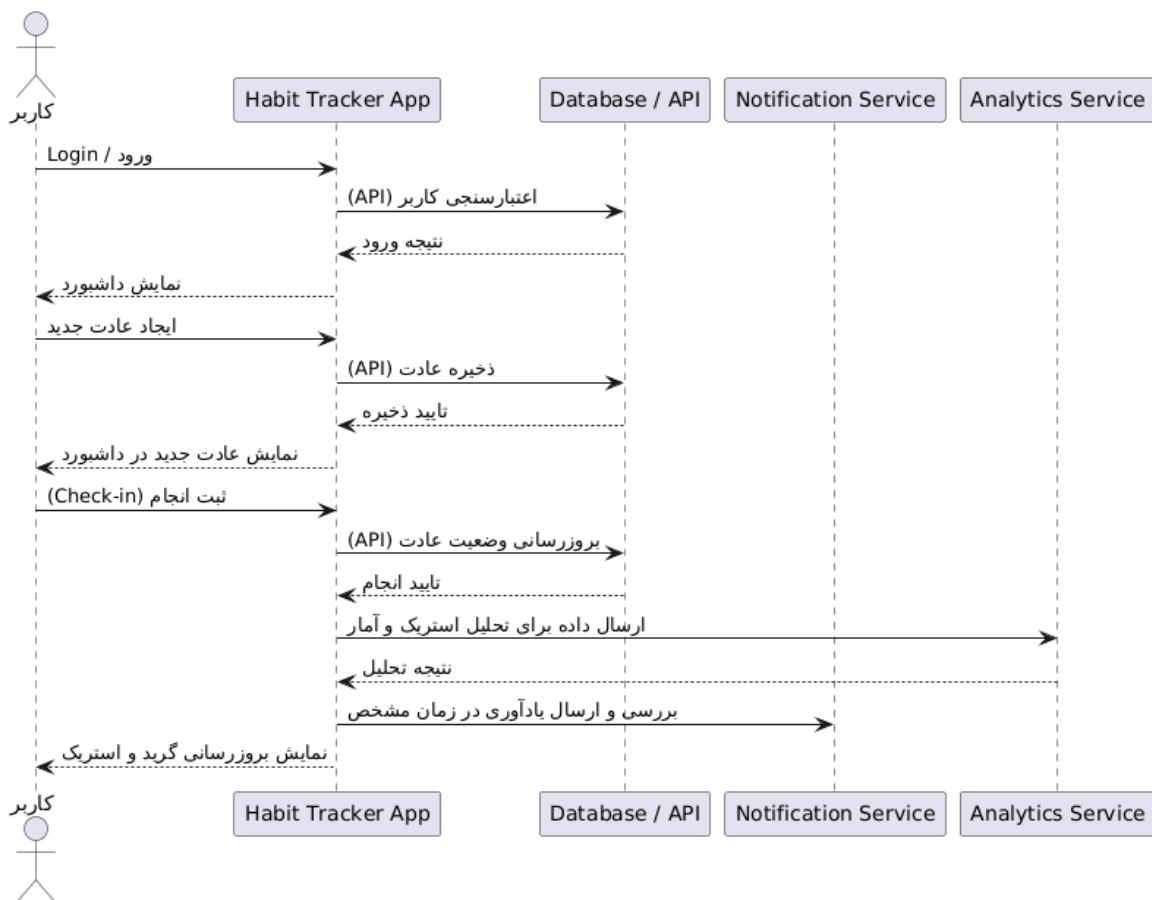 کاربر
Habit Tracker App
Database / API
Notification Service
Analytics Service
Login / ورود
اعتبارسنجی کاربر (API)
نتیجه ورود
نمایش داشبورد
ایجاد عادت جدید
ذخیره عادت (API)
تایید ذخیره
نمایش عادت جدید در داشبورد
ثبت انجام (Check-in)
بروزرسانی وضعیت عادت (API)
تایید انجام
ارسال داده برای تحلیل استریک و آمار
نتیجه تحلیل
بررسی و ارسال یادآوری در زمان مشخص
نمایش بروزرسانی گرید و استریک
کاربر
Habit Tracker App
Database / API
Notification Service
Analytics Service